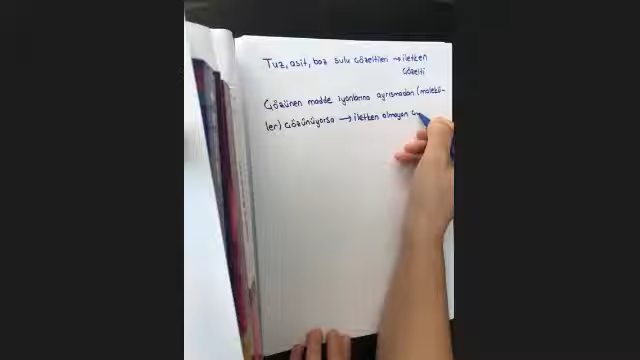 Tuz, asit, baz sulu çözeltileri → iletken
çözelti
Çözünen madde iyonlarına ayrışmadan (molekü-
ler) çözünüyorsa → iletken olmayan